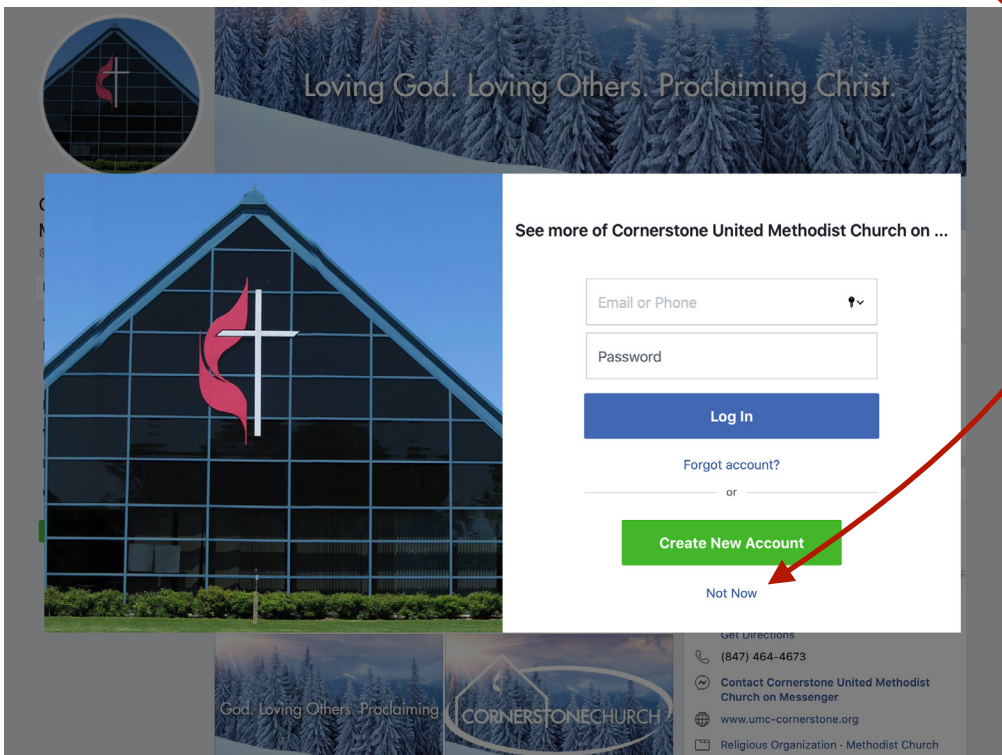 Loving God. Loving Others. Proclaiming Christ.
See more of Cornerstone United Methodist Church on ...
Email or Phone
Password
Log In
Forgot account?
or
Create New Account
Not Now
Get Directions
(847) 464-4673
Contact Cornerstone United Methodist
Church on Messenger
www.umc-cornerstone.org
Religious Organization - Methodist Church
God. Loving Others. Proclaiming
CORNERSTONECHURCH